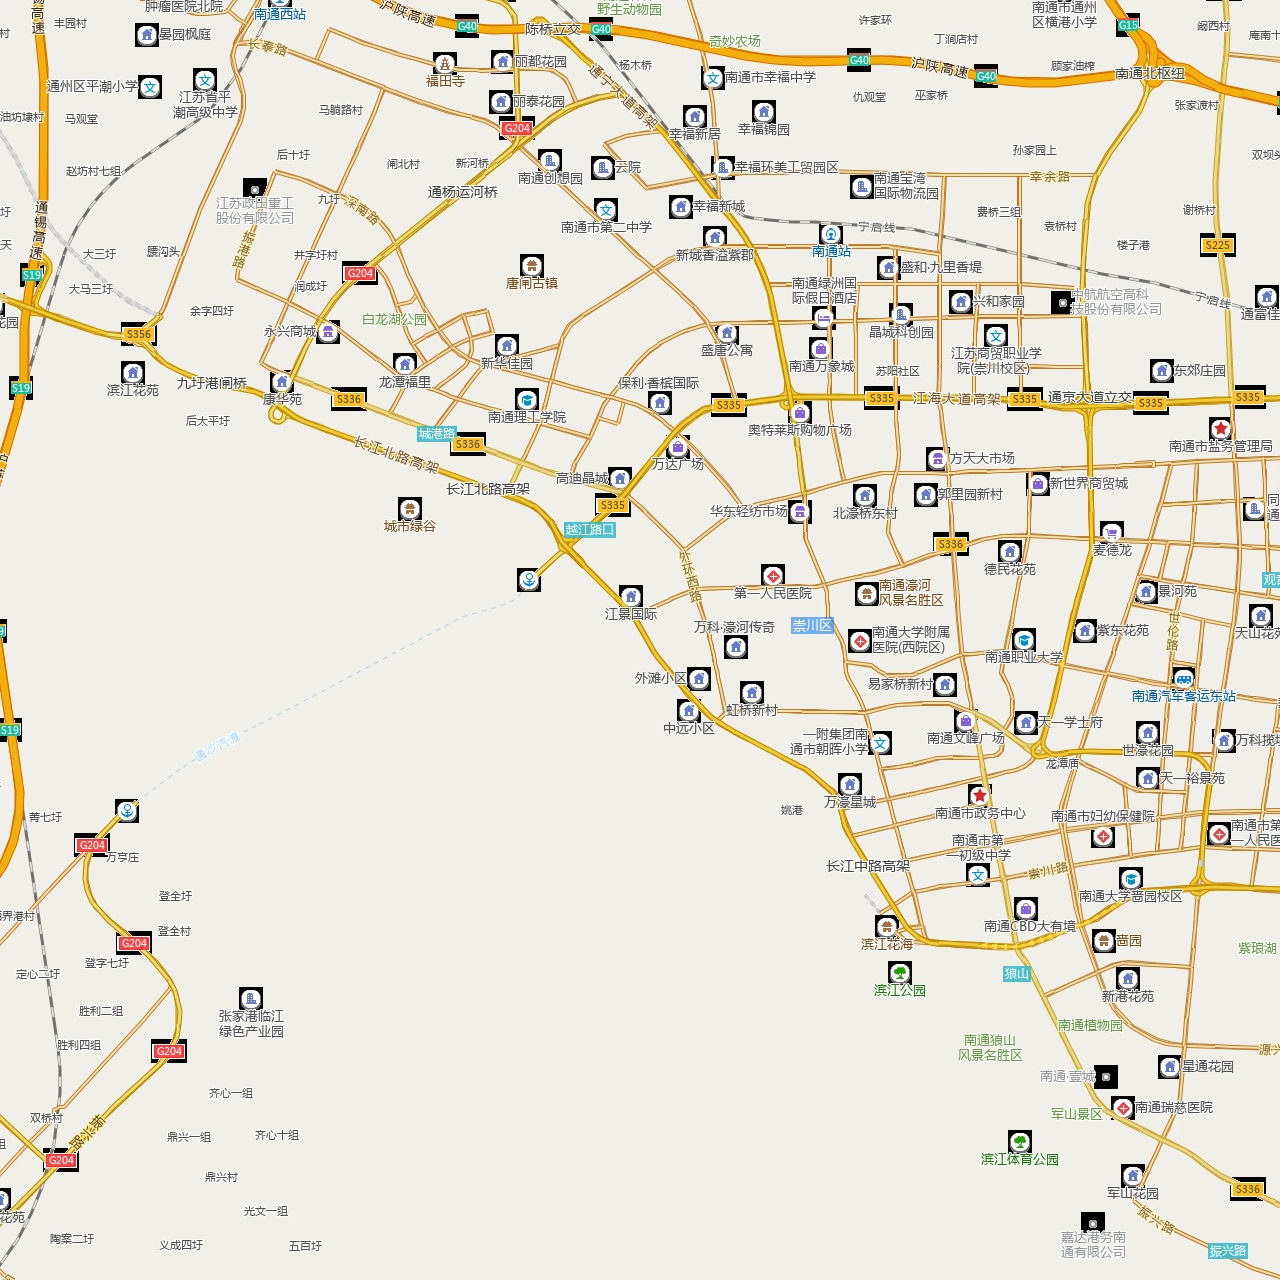 肿瘤医院北院
南通西站
沪陕高速
G40
陈桥立交
G40
野生动物园
许家环
南通市通州
区横港小学
G15
阚西村
丰园村
晏园枫庭
长泰路
福田寺
丽都花园
通宁大道高架
杨木桥
奇妙农场
丁涧店村
G40
沪陕高速
G40
顾家油榨
南通北枢纽
通州区平潮小学
江苏省平
潮高级中学
南通市幸福中学
仇观堂
巫家桥
张家渡村
马观堂
马躺路村
丽泰花园
G204
幸福新居
幸福锦园
孙家园上
赵坊村七组
后十圩
闸北村
新河桥
南通创想园
云院
幸福环美工贸园区
南通宝湾
国际物流园
幸余路
通扬运河桥
江苏政田重工
股份有限公司
九圩
深南路
南通市第二中学
幸福新城
费桥三组
袁桥村
谢桥村
通锡高速
大三圩
腰沟头
振港路
井字圩村
新城香溢紫郡
南通站
宁启线
楼子港
S225
S19
大马三圩
润成圩
G204
唐闸古镇
盛和·九里香堤
南通绿洲国
际假日酒店
兴和家园
中航航空高科
技股份有限公司
宁启线
余字四圩
永兴商城
白龙湖公园
晶城科创园
S356
新华佳园
盛唐公寓
南通万象城
江苏商贸职业学
院(崇川校区)
滨江花苑
九圩港闸桥
康华苑
龙潭福里
保利·香槟国际
苏阳社区
东郊庄园
S19
S336
南通理工学院
S335
S335
江海大道高架
S335
通京大道立交
S335
S335
后太平圩
城港路
S336
奥特莱斯购物广场
南通市盐务管理局
长江北路高架
万达广场
方天大市场
长江北路高架
高迪晶城
S335
新世界商贸城
郭里园新村
北濠桥东村
华东轻纺市场
城市绿谷
越江路口
外环西路
S336
德民花苑
麦德龙
第一人民医院
南通濠河
风景名胜区
景河苑
江景国际
万科·濠河传奇
崇川区
南通大学附属
医院(西院区)
南通职业大学
紫东花苑
世伦路
外滩小区
易家桥新村
南通汽车客运东站
中远小区
虹桥新村
S19
通沙汽渡
一附集团南
通市朝晖小学
南通文峰广场
天一学士府
世濠花园
龙潭庙
天一裕景苑
万濠星城
姚港
南通市政务中心
南通市妇幼保健院
菁七圩
G204
万亨庄
南通市第
一初级中学
长江中路高架
崇川路
登金圩
南通大学啬园校区
登金村
G204
南通CBD大有境
滨江花海
啬园
紫琅湖
登字七圩
定心二圩
狼山
滨江公园
新港花苑
胜利二组
张家港临江
绿色产业园
南通植物园
胜利四组
G204
南通狼山
风景名胜区
南通·壹城
星通花园
齐心一组
双桥村
振兴路
鼎兴一组
齐心十组
军山景区
南通瑞慈医院
G204
鼎兴村
滨江体育公园
军山花园
S336
光文一组
振兴路
陶案二圩
义成四圩
五百圩
嘉达港务南
通有限公司
振兴路